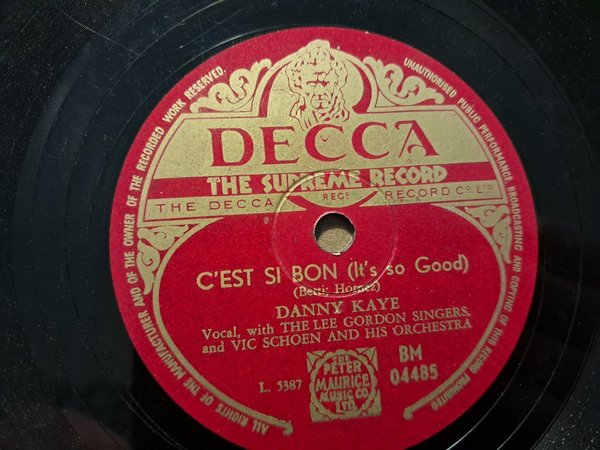 DECCA
THE SUPREME RECORD
THE DECCA REGD RECORD CO LTD
C'EST SI BON (It's so Good)
(Betti; Hornez)
DANNY KAYE
Vocal, with THE LEE GORDON SINGERS,
and VIC SCHOEN AND HIS ORCHESTRA
L. 5387
THE
PETER
MAURICE
MUSIC CO.
LTD.
BM
04485
ALL RIGHTS OF THE MANUFACTURER AND OF THE OWNER OF THE RECORDED WORK RESERVED.
UNAUTHORISED PUBLIC PERFORMANCE BROADCASTING AND COPYING OF THIS RECORD PROHIBITED